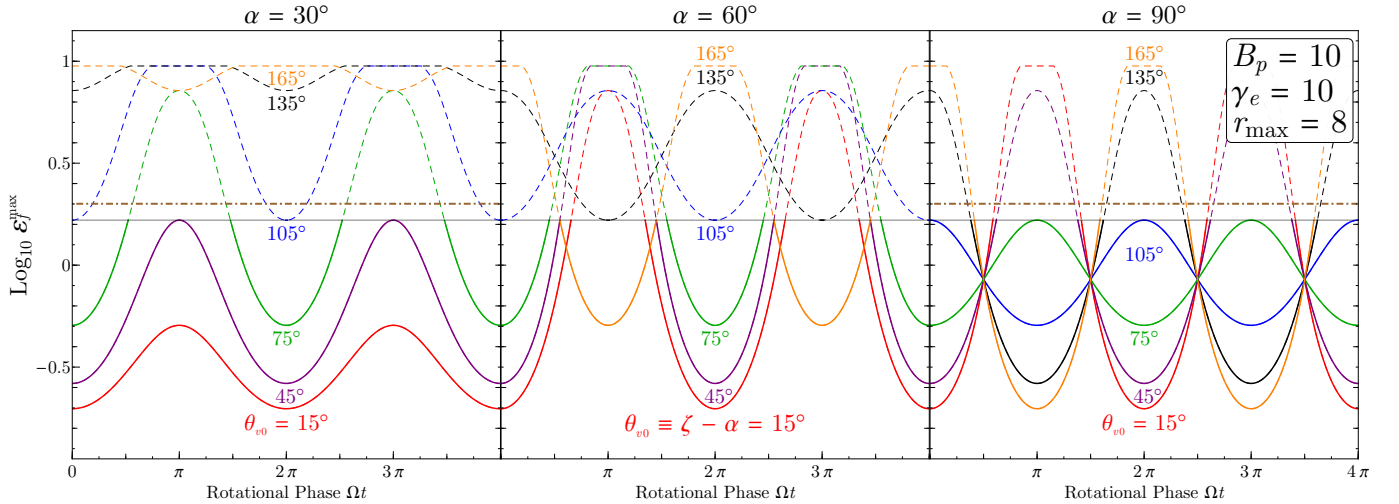 α = 30°
α = 60°
α = 90°
B_p = 10
γ_e = 10
r_max = 8
Log₁₀ ε_f^max
1
0.5
0
−0.5
165°
135°
105°
75°
45°
θ_v0 = 15°
165°
135°
105°
75°
45°
θ_v0 ≡ ζ − α = 15°
165°
135°
105°
75°
45°
θ_v0 = 15°
0
π
2π
3π
π
2π
3π
π
2π
3π
4π
Rotational Phase Ωt
Rotational Phase Ωt
Rotational Phase Ωt